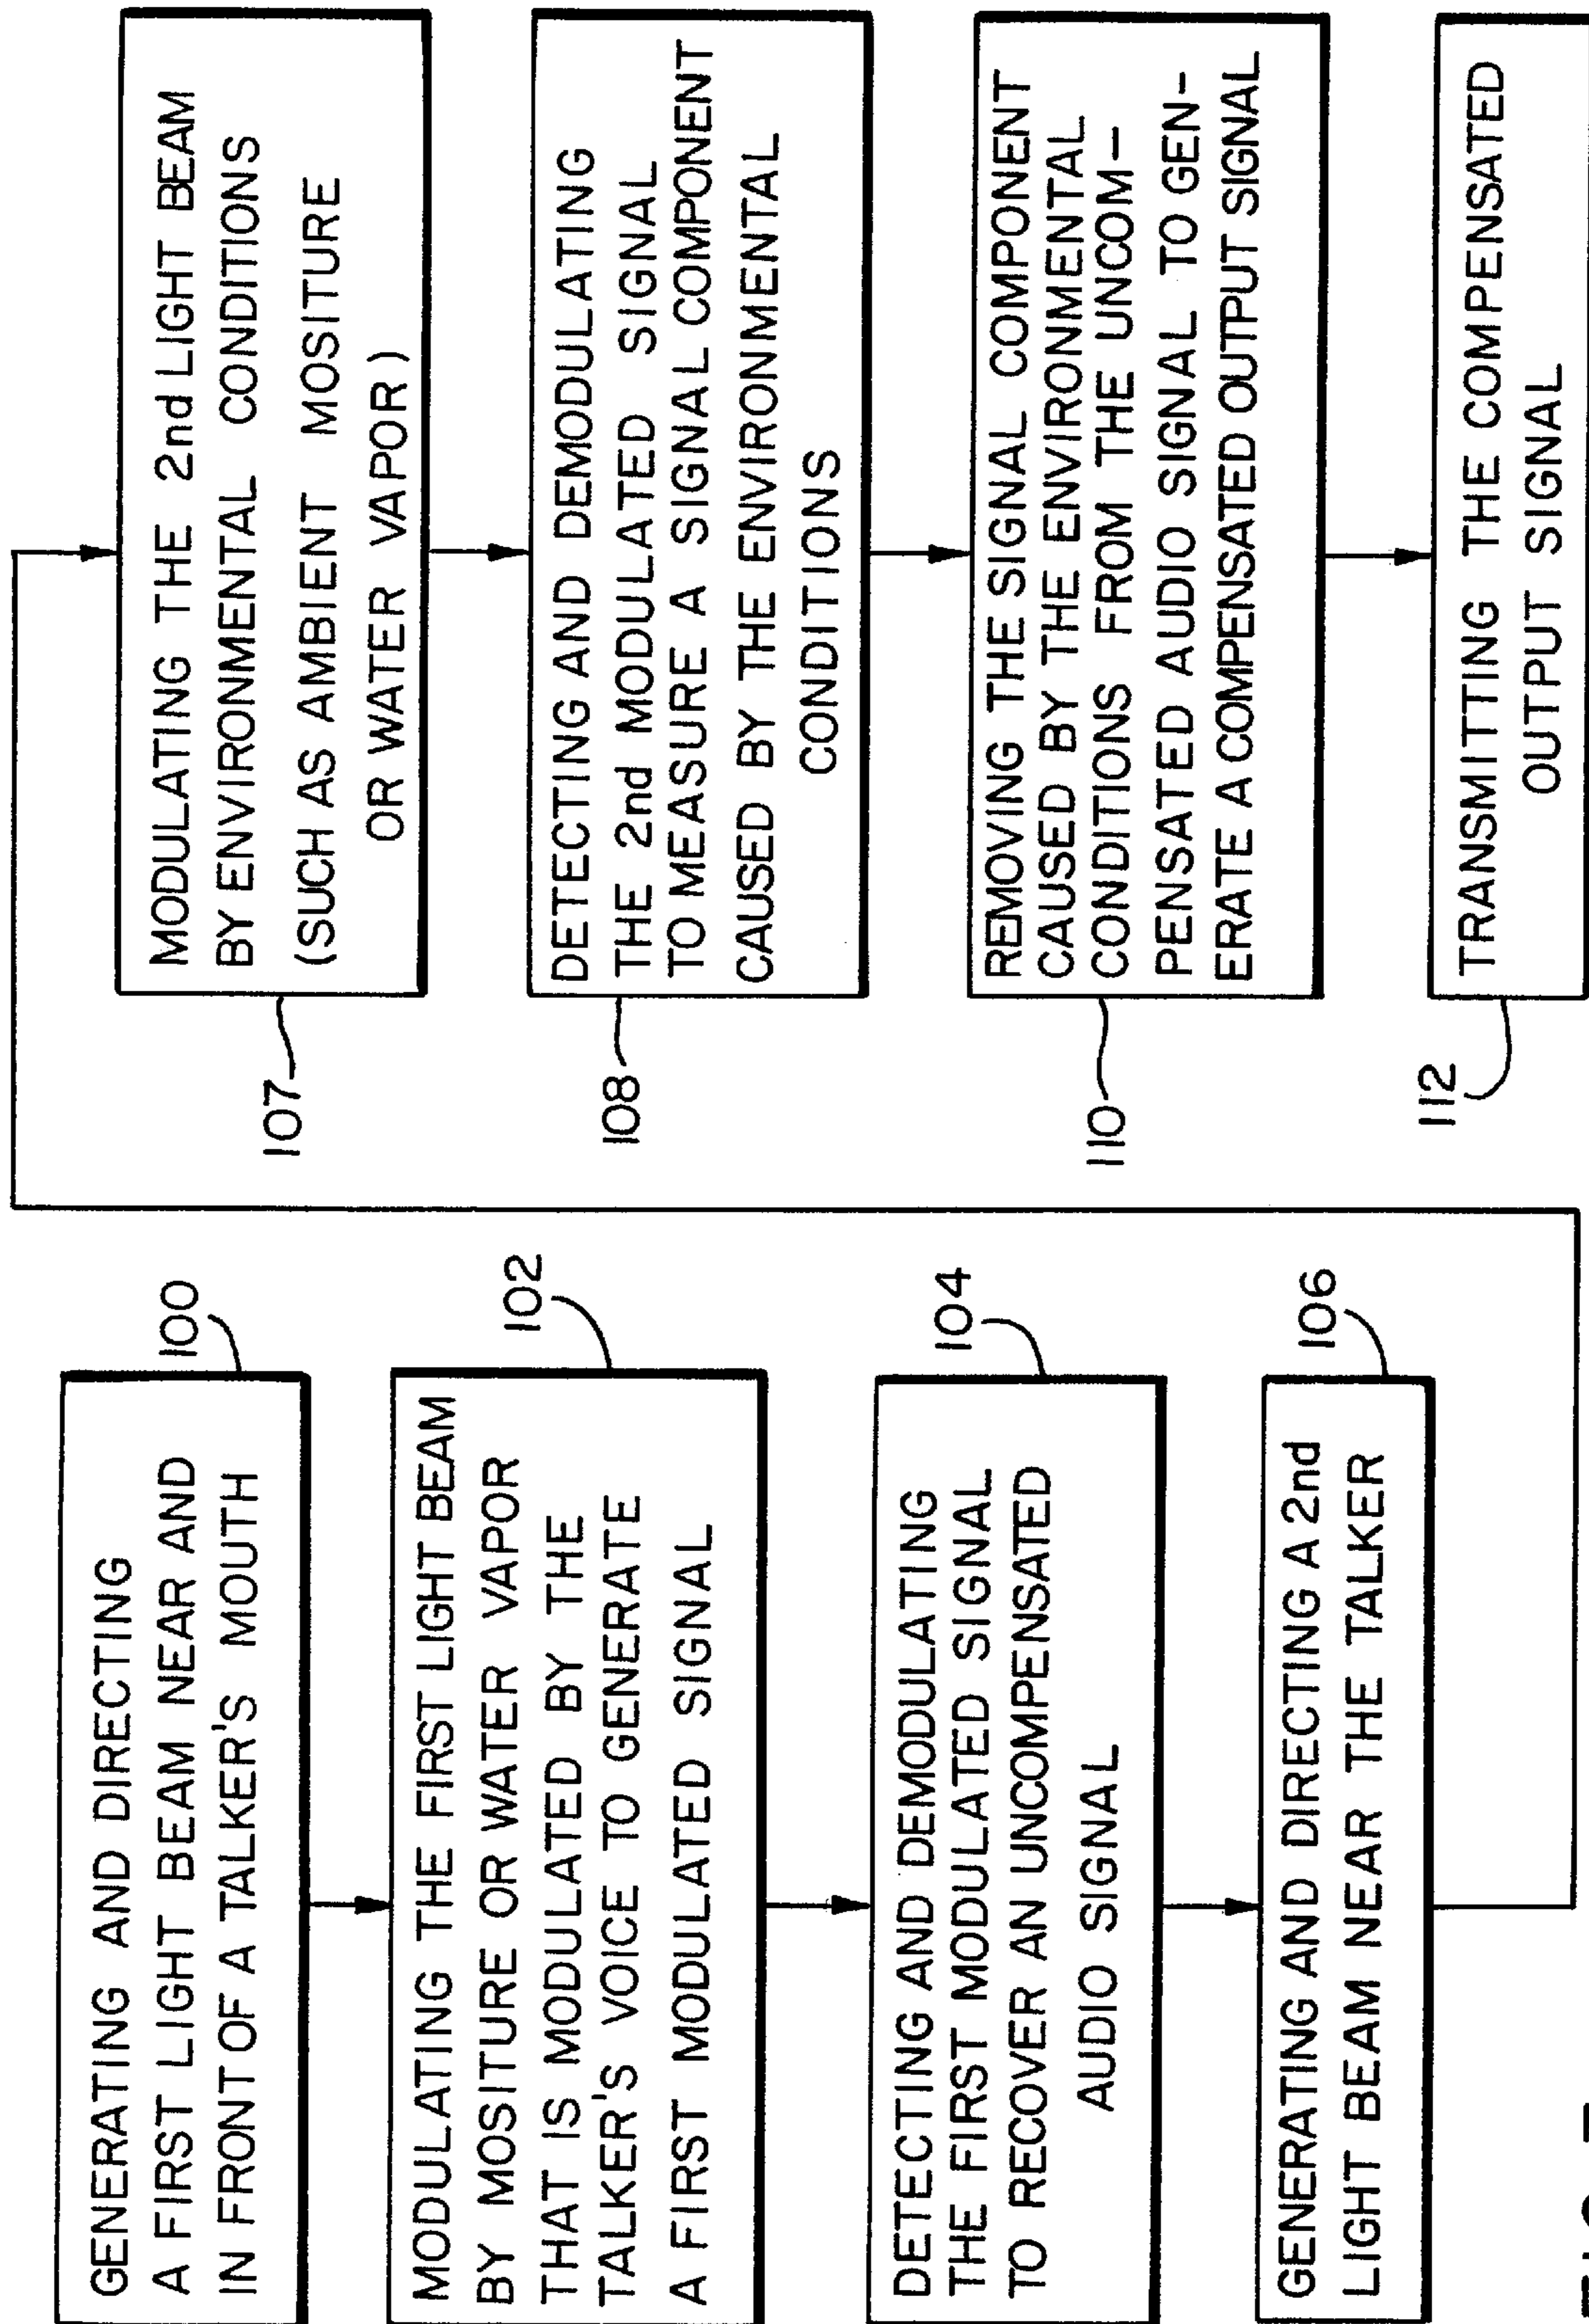 GENERATING AND DIRECTING
A FIRST LIGHT BEAM NEAR AND
IN FRONT OF A TALKER'S MOUTH
100
MODULATING THE FIRST LIGHT BEAM
BY MOSITURE OR WATER VAPOR
THAT IS MODULATED BY THE
TALKER'S VOICE TO GENERATE
A FIRST MODULATED SIGNAL
102
DETECTING AND DEMODULATING
THE FIRST MODULATED SIGNAL
TO RECOVER AN UNCOMPENSATED
AUDIO SIGNAL
104
GENERATING AND DIRECTING A 2nd
LIGHT BEAM NEAR THE TALKER
106
MODULATING THE 2nd LIGHT BEAM
BY ENVIRONMENTAL CONDITIONS
(SUCH AS AMBIENT MOSITURE
OR WATER VAPOR)
107
DETECTING AND DEMODULATING
THE 2nd MODULATED SIGNAL
TO MEASURE A SIGNAL COMPONENT
CAUSED BY THE ENVIRONMENTAL
CONDITIONS
108
REMOVING THE SIGNAL COMPONENT
CAUSED BY THE ENVIRONMENTAL
CONDITIONS FROM THE UNCOM-
PENSATED AUDIO SIGNAL TO GEN-
ERATE A COMPENSATED OUTPUT SIGNAL
110
TRANSMITTING THE COMPENSATED
OUTPUT SIGNAL
112